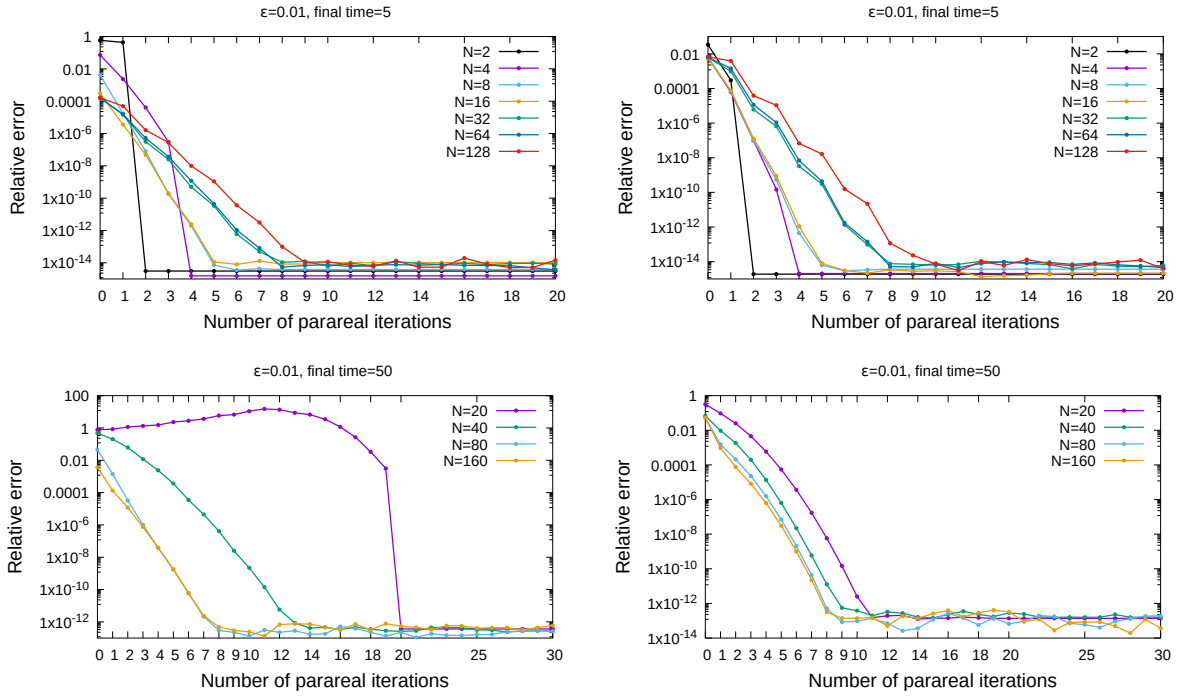 ε=0.01, final time=5
Relative error
1
0.01
0.0001
1x10⁻⁶
1x10⁻⁸
1x10⁻¹⁰
1x10⁻¹²
1x10⁻¹⁴
N=2
N=4
N=8
N=16
N=32
N=64
N=128
0 1 2 3 4 5 6 7 8 9 10 12 14 16 18 20
Number of parareal iterations
ε=0.01, final time=5
Relative error
0.01
0.0001
1x10⁻⁶
1x10⁻⁸
1x10⁻¹⁰
1x10⁻¹²
1x10⁻¹⁴
N=2
N=4
N=8
N=16
N=32
N=64
N=128
0 1 2 3 4 5 6 7 8 9 10 12 14 16 18 20
Number of parareal iterations
ε=0.01, final time=50
Relative error
100
1
0.01
0.0001
1x10⁻⁶
1x10⁻⁸
1x10⁻¹⁰
1x10⁻¹²
N=20
N=40
N=80
N=160
0 1 2 3 4 5 6 7 8 9 10 12 14 16 20 25 30
Number of parareal iterations
ε=0.01, final time=50
Relative error
1
0.01
0.0001
1x10⁻⁶
1x10⁻⁸
1x10⁻¹⁰
1x10⁻¹²
1x10⁻¹⁴
N=20
N=40
N=80
N=160
0 1 2 3 4 5 6 7 8 9 10 12 14 16 20 25 30
Number of parareal iterations